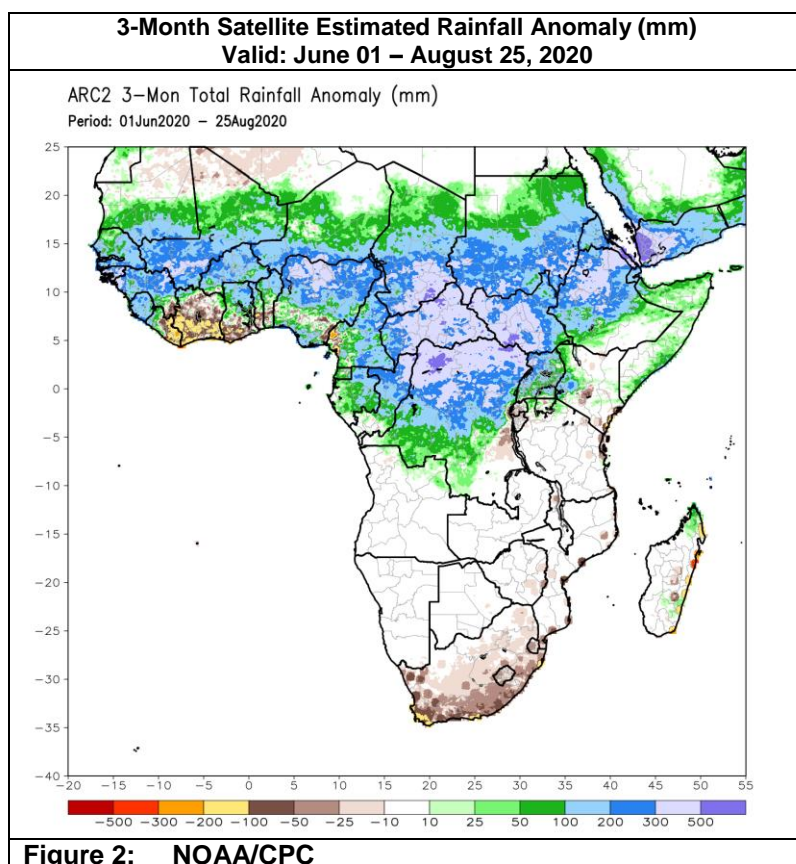 3-Month Satellite Estimated Rainfall Anomaly (mm)
Valid: June 01 – August 25, 2020
ARC2 3-Mon Total Rainfall Anomaly (mm)
Period: 01Jun2020 – 25Aug2020
25
20
15
10
5
0
-5
-10
-15
-20
-25
-30
-35
-40
-20 -15 -10 -5 0 5 10 15 20 25 30 35 40 45 50 55
-500 -300 -200 -100 -50 -25 -10 10 25 50 100 200 300 500
Figure 2: NOAA/CPC